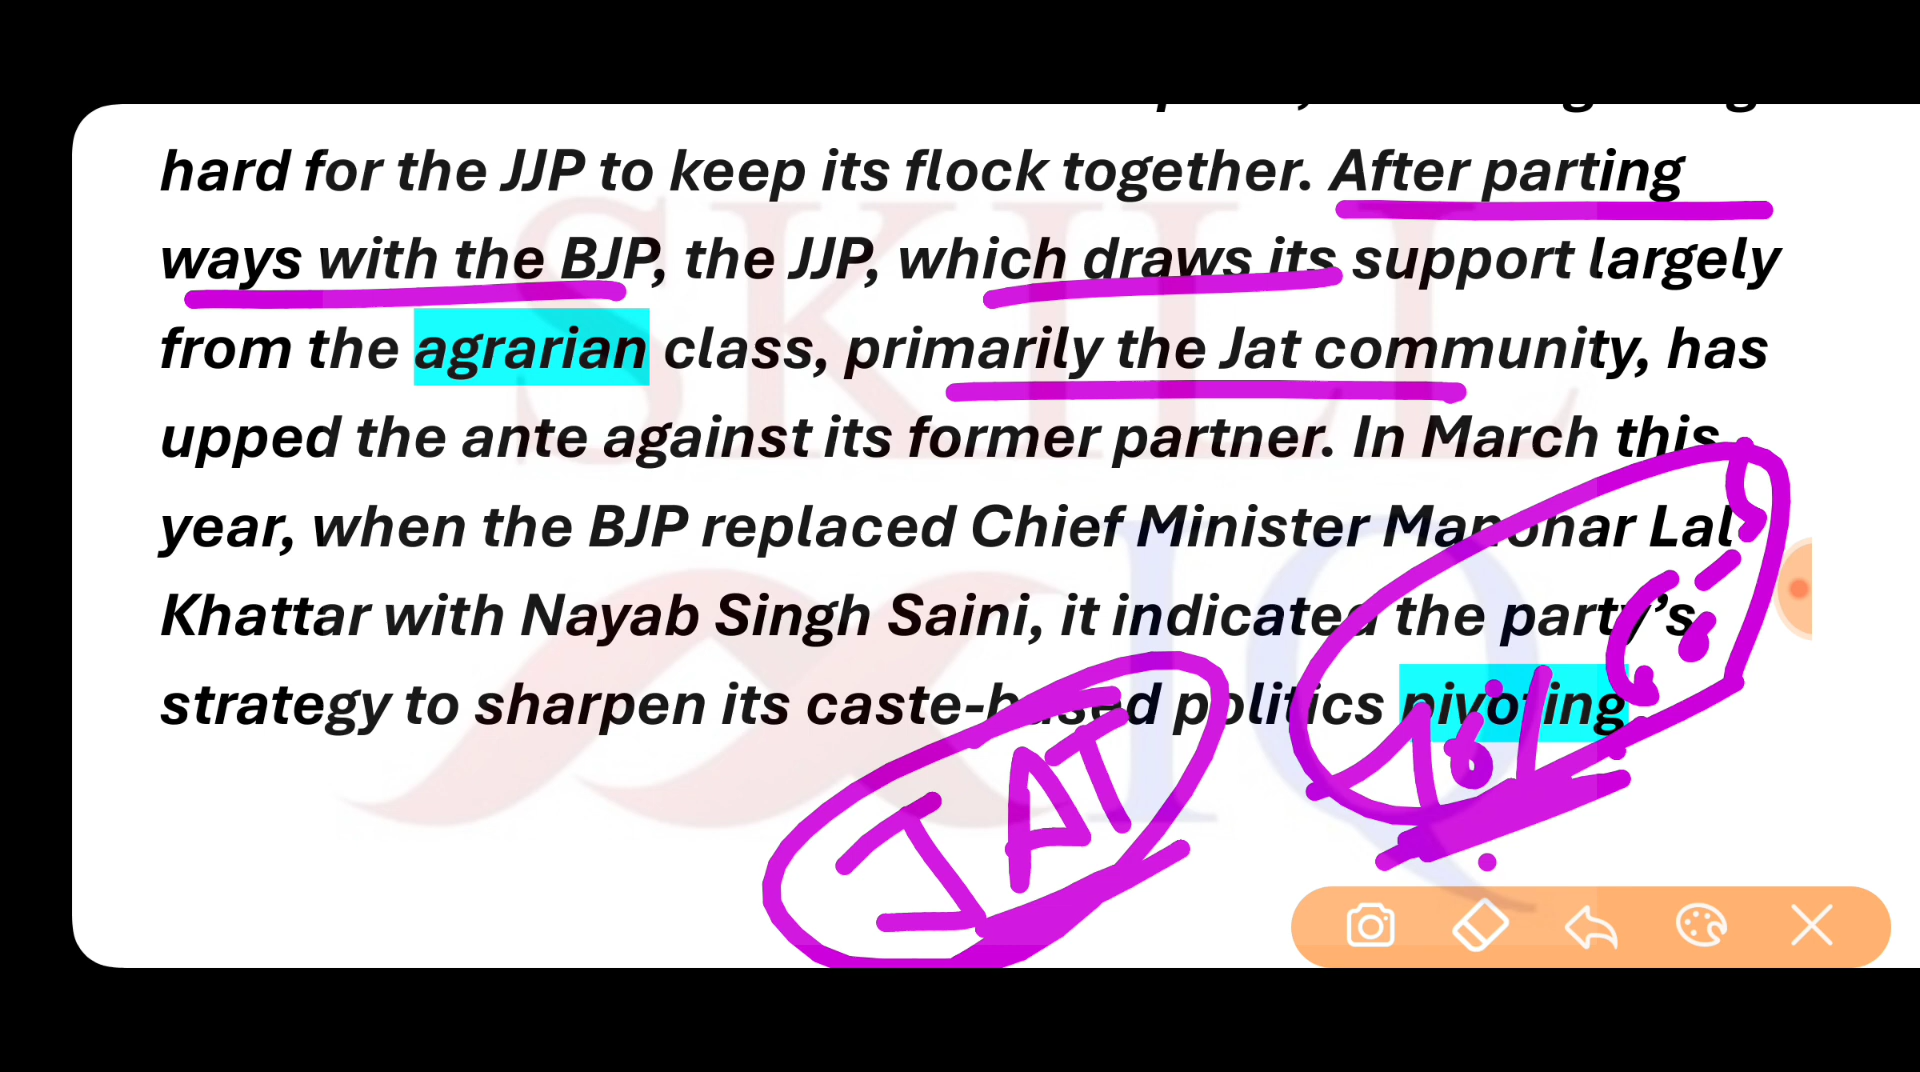 hard for the JJP to keep its flock together. After parting
ways with the BJP, the JJP, which draws its support largely
from the agrarian class, primarily the Jat community, has
upped the ante against its former partner. In March this
year, when the BJP replaced Chief Minister Manohar Lal
Khattar with Nayab Singh Saini, it indicated the party's
strategy to sharpen its caste-based politics pivoting
JAT
SKILL
IQ